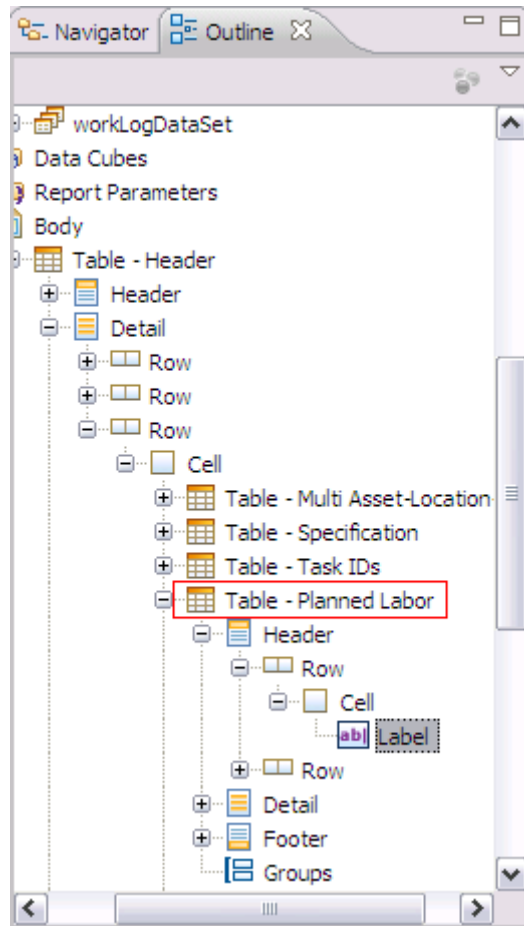 Navigator Outline
workLogDataSet
Data Cubes
Report Parameters
Body
Table - Header
Header
Detail
Row
Row
Row
Cell
Table - Multi Asset-Location
Table - Specification
Table - Task IDs
Table - Planned Labor
Header
Row
Cell
ab Label
Row
Detail
Footer
Groups